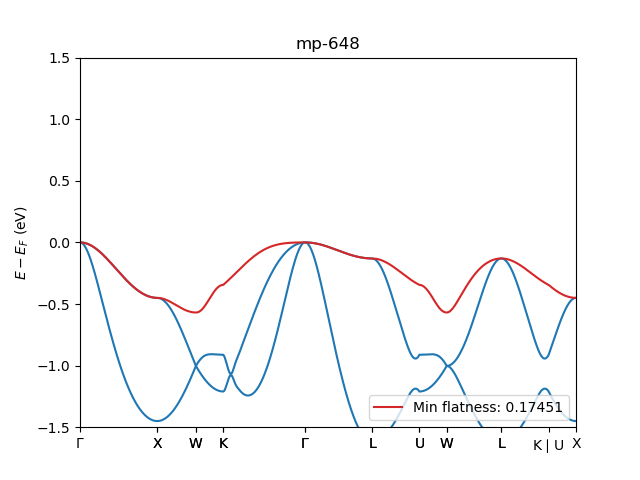 mp-648
E − E_F (eV)
1.5
1.0
0.5
0.0
−0.5
−1.0
−1.5
Min flatness: 0.17451
Γ X W K Γ L U W L K | U X